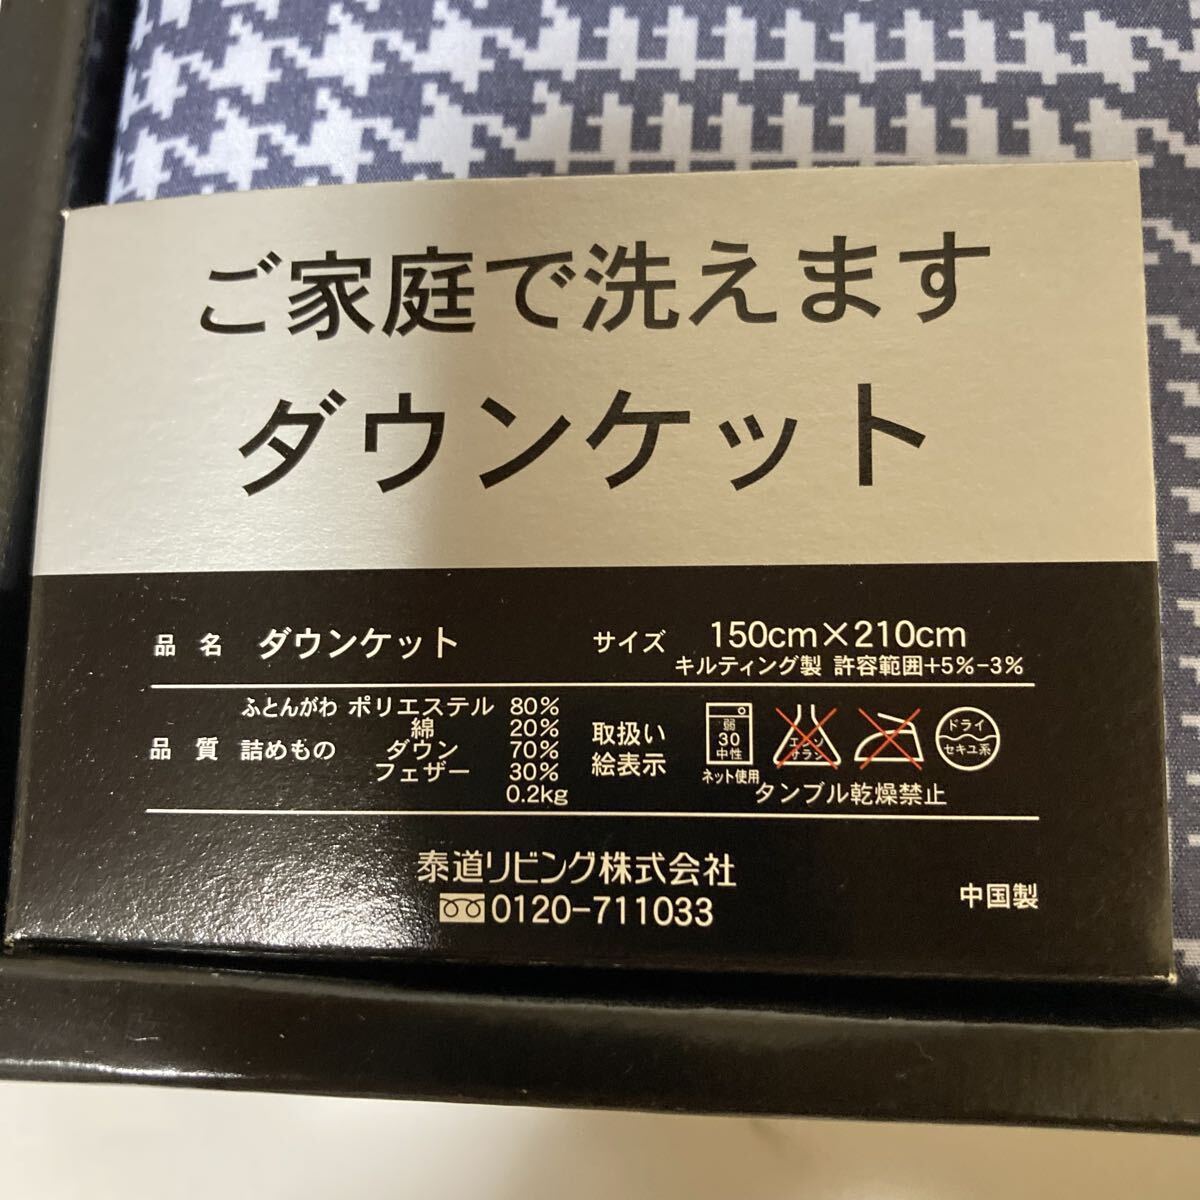 ご家庭で洗えます
ダウンケット
品名 ダウンケット サイズ 150cm×210cm
キルティング製 許容範囲+5%-3%
品質 ふとんがわ ポリエステル 80%
綿 20%
詰めもの ダウン 70%
フェザー 30%
0.2kg
取扱い
絵表示
弱
30
中性
ネット使用
エンソ
サラシ
ドライ
セキユ系
タンブル乾燥禁止
泰道リビング株式会社
0120-711033
中国製